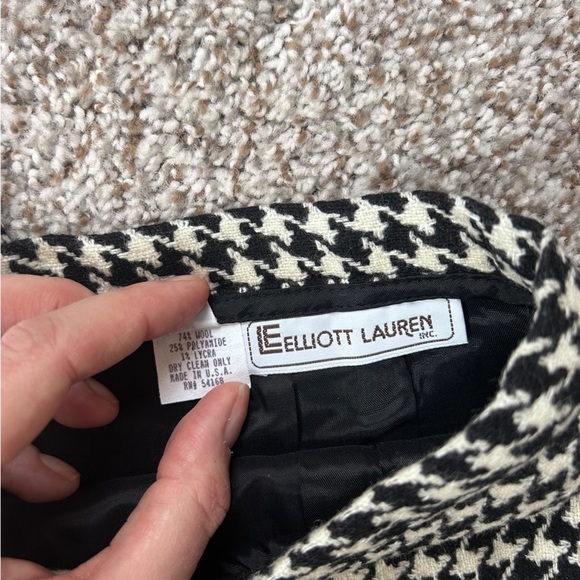 74% WOOL
25% POLYAMIDE
1% LYCRA
DRY CLEAN ONLY
MADE IN U.S.A.
RN# 54168
ELLIOTT LAUREN
INC.